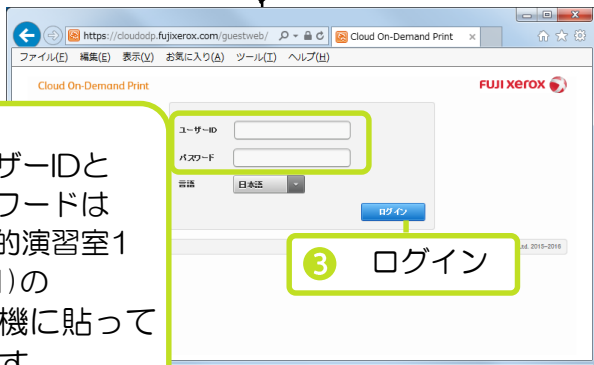 https://cloudodp.fujixerox.com/guestweb/
Cloud On-Demand Print
ファイル(F) 編集(E) 表示(V) お気に入り(A) ツール(T) ヘルプ(H)
Cloud On-Demand Print
FUJI XEROX
ユーザーID
パスワード
言語 日本語
ログイン
Ltd. 2015-2016
③ ログイン
ザーIDと
ワードは
的演習室1
)の
機に貼って
す